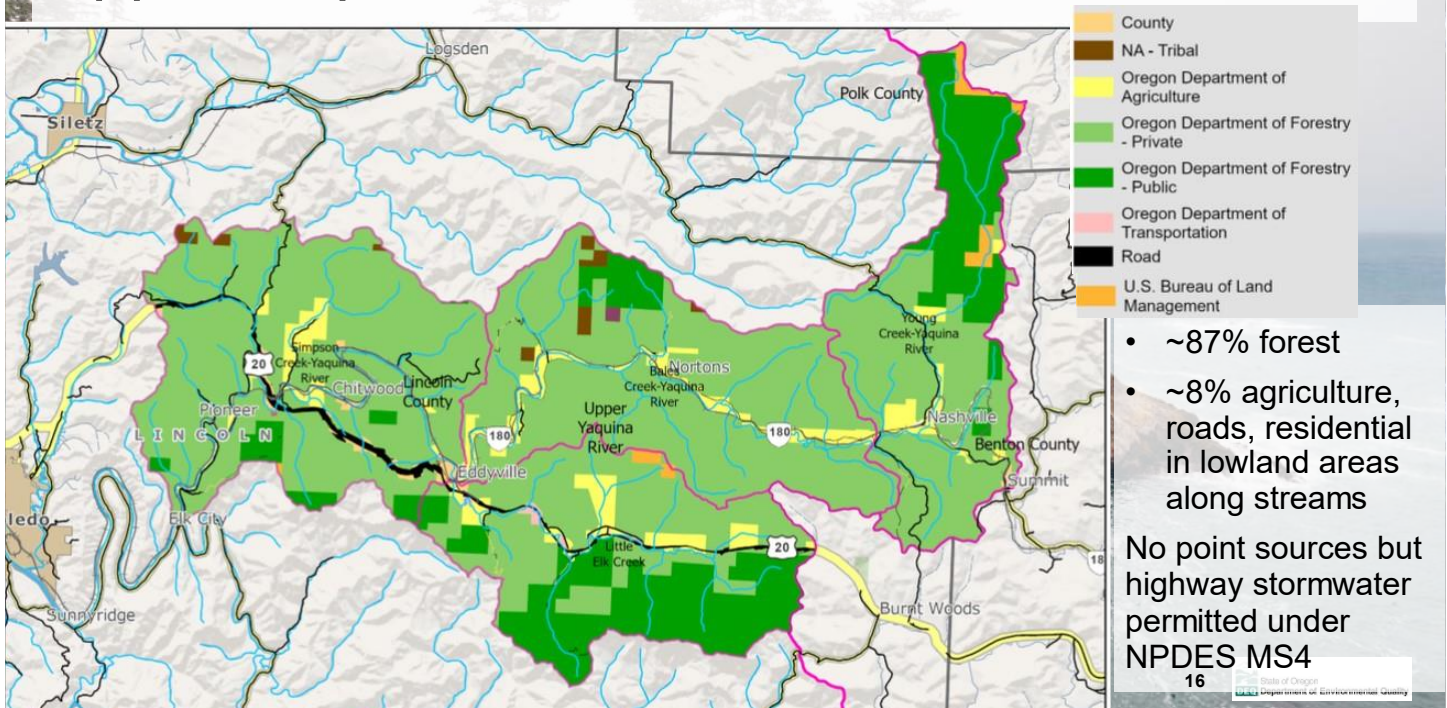 County
NA - Tribal
Oregon Department of
Agriculture
Oregon Department of Forestry
- Private
Oregon Department of Forestry
- Public
Oregon Department of
Transportation
Road
U.S. Bureau of Land
Management
Logsden
Polk County
Siletz
Young
Creek-Yaquina
River
Simpson
Creek-Yaquina
River
20
Chitwood
Lincoln
County
Nortons
Bales
Creek-Yaquina
River
Pioneer
LINCOLN
Upper
Yaquina
River
180
180
Nashville
Benton County
Eddyville
Summit
Elk City
ledo
Little
Elk Creek
20
18
Sunnyridge
Burnt Woods
• ~87% forest
• ~8% agriculture,
roads, residential
in lowland areas
along streams
No point sources but
highway stormwater
permitted under
NPDES MS4
16
State of Oregon
DEQ Department of Environmental Quality